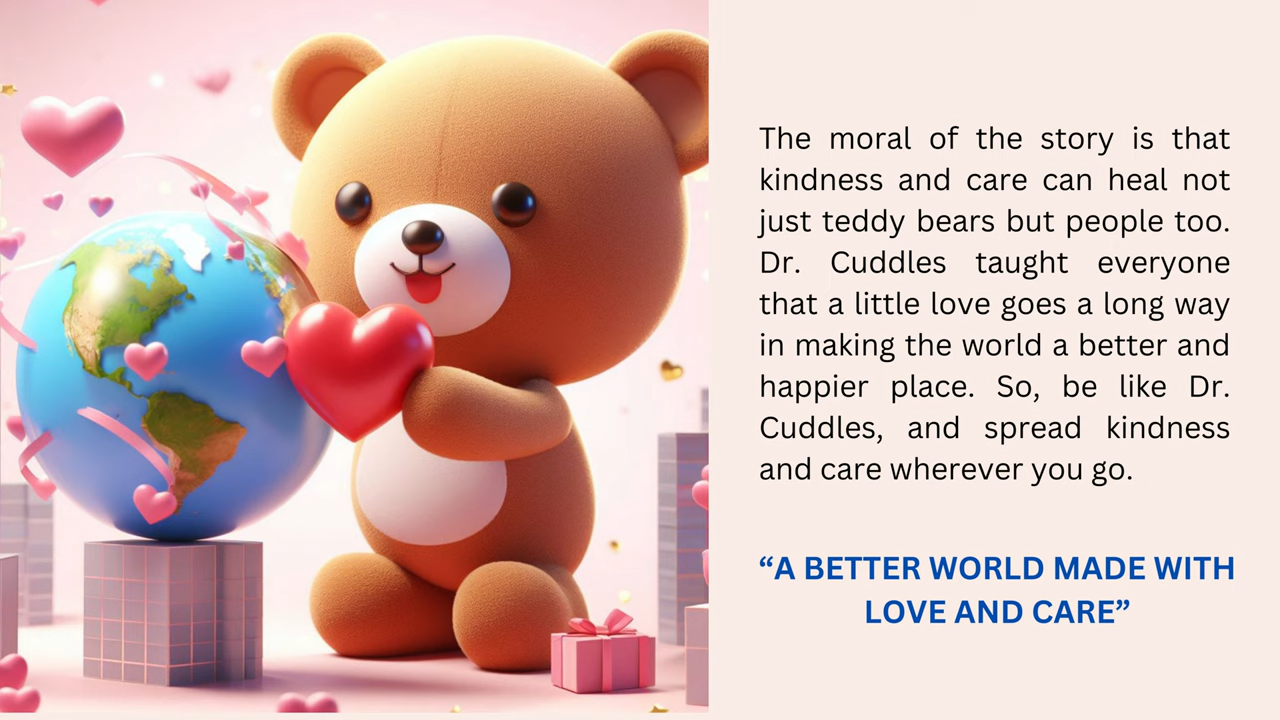 The moral of the story is that
kindness and care can heal not
just teddy bears but people too.
Dr. Cuddles taught everyone
that a little love goes a long way
in making the world a better and
happier place. So, be like Dr.
Cuddles, and spread kindness
and care wherever you go.
“A BETTER WORLD MADE WITH
LOVE AND CARE”